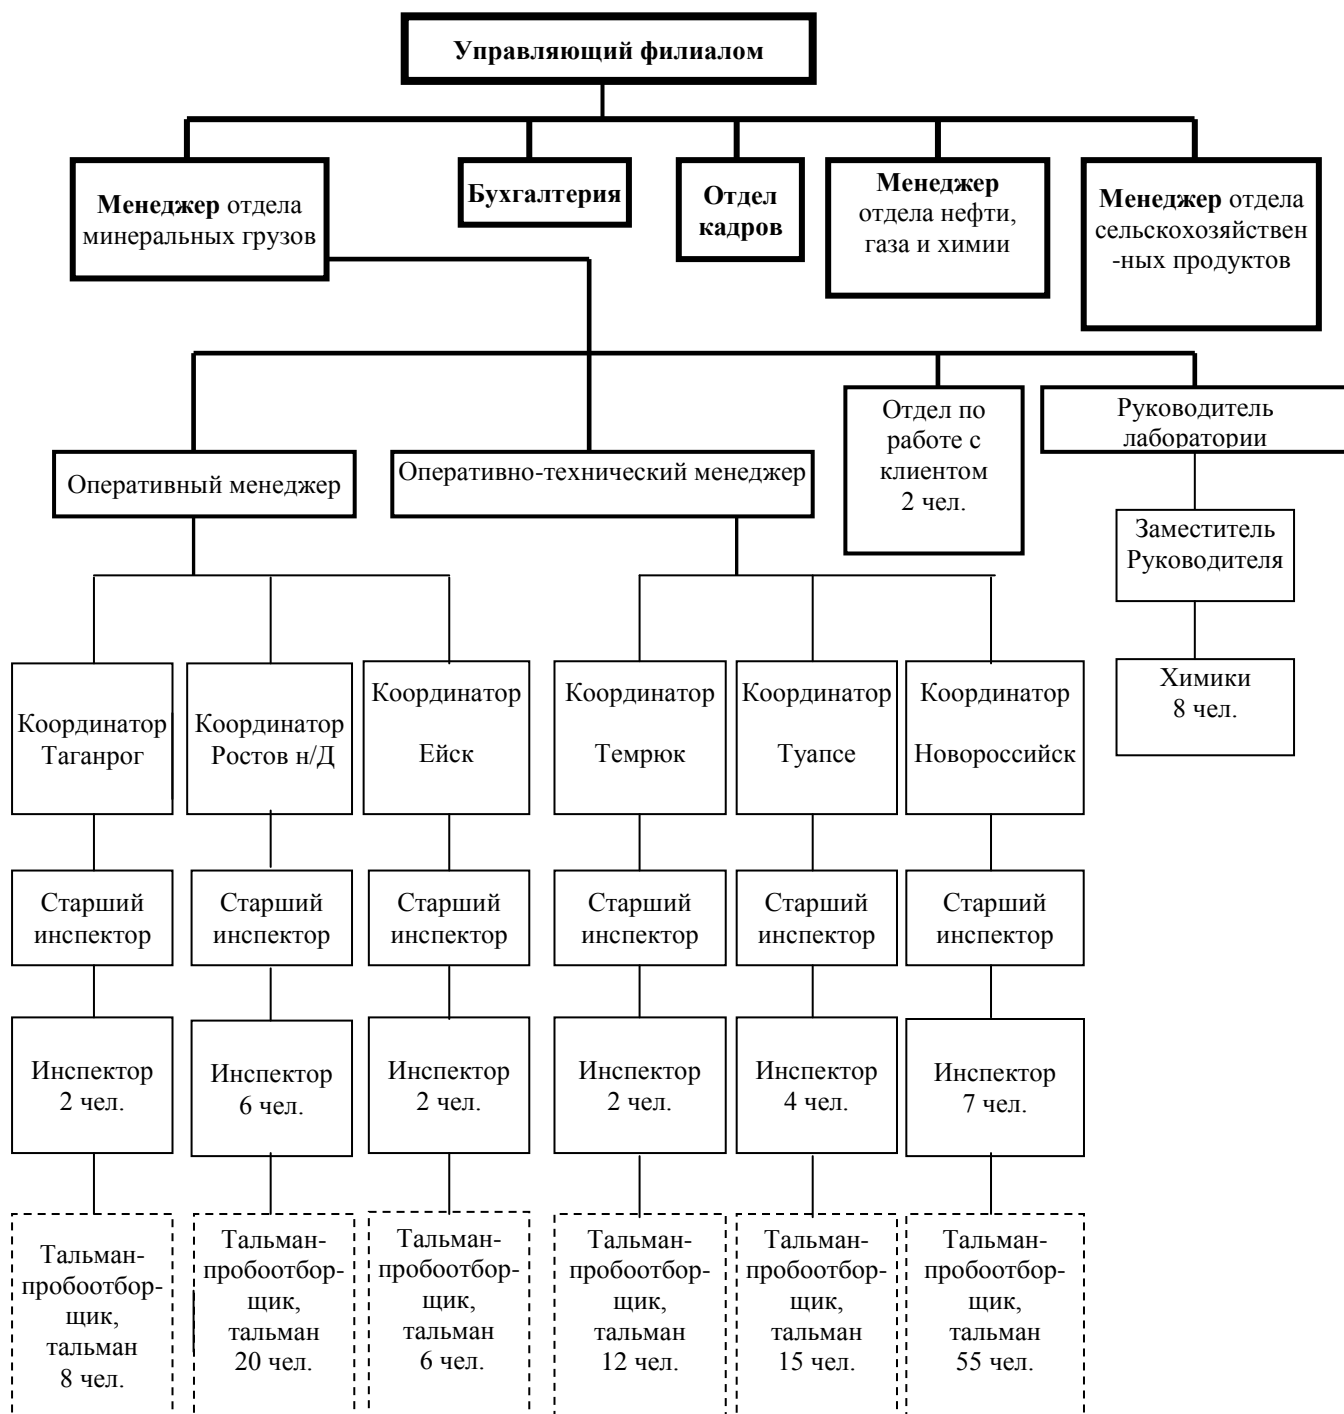 Управляющий филиалом
Менеджер отдела
минеральных грузов
Бухгалтерия
Отдел
кадров
Менеджер
отдела нефти,
газа и химии
Менеджер отдела
сельскохозяйствен
-ных продуктов
Оперативный менеджер
Оперативно-технический менеджер
Отдел по
работе с
клиентом
2 чел.
Руководитель
лаборатории
Заместитель
Руководителя
Химики
8 чел.
Координатор
Таганрог
Координатор
Ростов н/Д
Координатор
Ейск
Координатор
Темрюк
Координатор
Туапсе
Координатор
Новороссийск
Старший
инспектор
Старший
инспектор
Старший
инспектор
Старший
инспектор
Старший
инспектор
Старший
инспектор
Инспектор
2 чел.
Инспектор
6 чел.
Инспектор
2 чел.
Инспектор
2 чел.
Инспектор
4 чел.
Инспектор
7 чел.
Тальман-
пробоотбор-
щик,
тальман
8 чел.
Тальман-
пробоотбор-
щик,
тальман
20 чел.
Тальман-
пробоотбор-
щик,
тальман
6 чел.
Тальман-
пробоотбор-
щик,
тальман
12 чел.
Тальман-
пробоотбор-
щик,
тальман
15 чел.
Тальман-
пробоотбор-
щик,
тальман
55 чел.